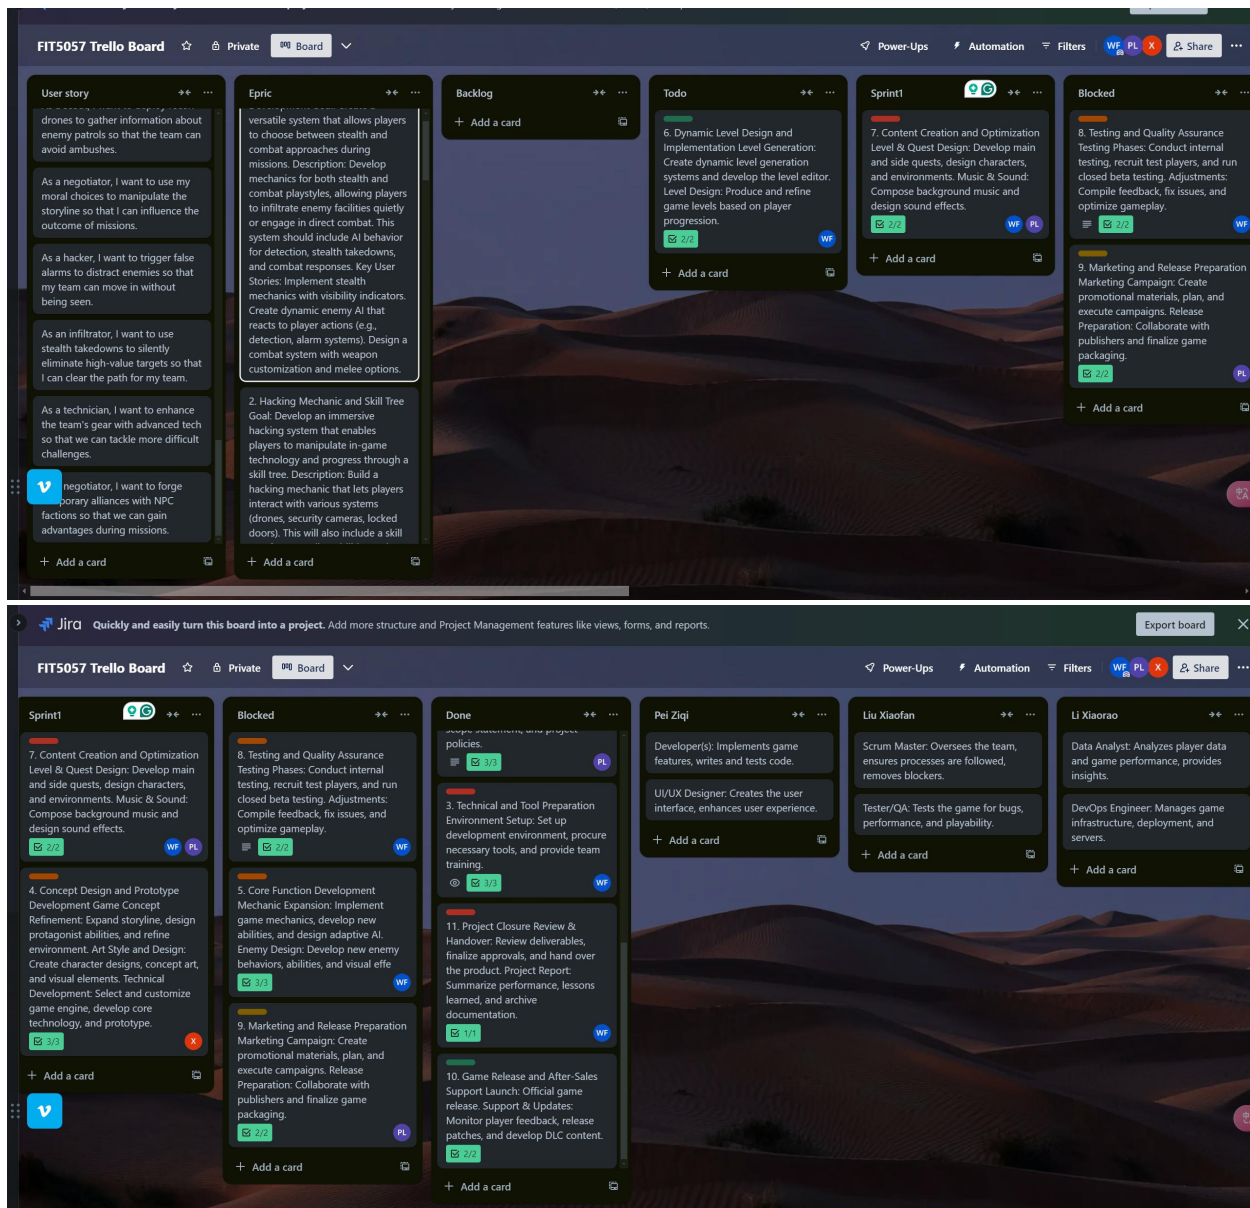 FIT5057 Trello Board
Private
Board
Power-Ups
Automation
Filters
WF
PL
X
Share
User story
drones to gather information about
enemy patrols so that the team can
avoid ambushes.
As a negotiator, I want to use my
moral choices to manipulate the
storyline so that I can influence the
outcome of missions.
As a hacker, I want to trigger false
alarms to distract enemies so that
my team can move in without
being seen.
As an infiltrator, I want to use
stealth takedowns to silently
eliminate high-value targets so that
I can clear the path for my team.
As a technician, I want to enhance
the team's gear with advanced tech
so that we can tackle more difficult
challenges.
negotiator, I want to forge
porary alliances with NPC
factions so that we can gain
advantages during missions.
+ Add a card
Epric
versatile system that allows players
to choose between stealth and
combat approaches during
missions. Description: Develop
mechanics for both stealth and
combat playstyles, allowing players
to infiltrate enemy facilities quietly
or engage in direct combat. This
system should include AI behavior
for detection, stealth takedowns,
and combat responses. Key User
Stories: Implement stealth
mechanics with visibility indicators.
Create dynamic enemy AI that
reacts to player actions (e.g.,
detection, alarm systems). Design a
combat system with weapon
customization and melee options.
2. Hacking Mechanic and Skill Tree
Goal: Develop an immersive
hacking system that enables
players to manipulate in-game
technology and progress through a
skill tree. Description: Build a
hacking mechanic that lets players
interact with various systems
(drones, security cameras, locked
doors). This will also include a skill
+ Add a card
Backlog
+ Add a card
Todo
6. Dynamic Level Design and
Implementation Level Generation:
Create dynamic level generation
systems and develop the level editor.
Level Design: Produce and refine
game levels based on player
progression.
2/2
WF
+ Add a card
Sprint1
7. Content Creation and Optimization
Level & Quest Design: Develop main
and side quests, design characters,
and environments. Music & Sound:
Compose background music and
design sound effects.
2/2
WF
PL
+ Add a card
Blocked
8. Testing and Quality Assurance
Testing Phases: Conduct internal
testing, recruit test players, and run
closed beta testing. Adjustments:
Compile feedback, fix issues, and
optimize gameplay.
2/2
WF
9. Marketing and Release Preparation
Marketing Campaign: Create
promotional materials, plan, and
execute campaigns. Release
Preparation: Collaborate with
publishers and finalize game
packaging.
2/2
PL
+ Add a card
Jira
Quickly and easily turn this board into a project. Add more structure and Project Management features like views, forms, and reports.
Export board
FIT5057 Trello Board
Private
Board
Power-Ups
Automation
Filters
WF
PL
X
Share
Sprint1
7. Content Creation and Optimization
Level & Quest Design: Develop main
and side quests, design characters,
and environments. Music & Sound:
Compose background music and
design sound effects.
2/2
WF
PL
4. Concept Design and Prototype
Development Game Concept
Refinement: Expand storyline, design
protagonist abilities, and refine
environment. Art Style and Design:
Create character designs, concept art,
and visual elements. Technical
Development: Select and customize
game engine, develop core
technology, and prototype.
3/3
X
+ Add a card
Blocked
8. Testing and Quality Assurance
Testing Phases: Conduct internal
testing, recruit test players, and run
closed beta testing. Adjustments:
Compile feedback, fix issues, and
optimize gameplay.
2/2
WF
5. Core Function Development
Mechanic Expansion: Implement
game mechanics, develop new
abilities, and design adaptive AI.
Enemy Design: Develop new enemy
behaviors, abilities, and visual effe
3/3
WF
9. Marketing and Release Preparation
Marketing Campaign: Create
promotional materials, plan, and
execute campaigns. Release
Preparation: Collaborate with
publishers and finalize game
packaging.
2/2
PL
+ Add a card
Done
scope statement, and project
policies.
3/3
PL
3. Technical and Tool Preparation
Environment Setup: Set up
development environment, procure
necessary tools, and provide team
training.
3/3
WF
11. Project Closure Review &
Handover: Review deliverables,
finalize approvals, and hand over
the product. Project Report:
Summarize performance, lessons
learned, and archive
documentation.
1/1
WF
10. Game Release and After-Sales
Support Launch: Official game
release. Support & Updates:
Monitor player feedback, release
patches, and develop DLC content.
2/2
+ Add a card
Pei Ziqi
Developer(s): Implements game
features, writes and tests code.
UI/UX Designer: Creates the user
interface, enhances user experience.
+ Add a card
Liu Xiaofan
Scrum Master: Oversees the team,
ensures processes are followed,
removes blockers.
Tester/QA: Tests the game for bugs,
performance, and playability.
+ Add a card
Li Xiaorao
Data Analyst: Analyzes player data
and game performance, provides
insights.
DevOps Engineer: Manages game
infrastructure, deployment, and
servers.
+ Add a card